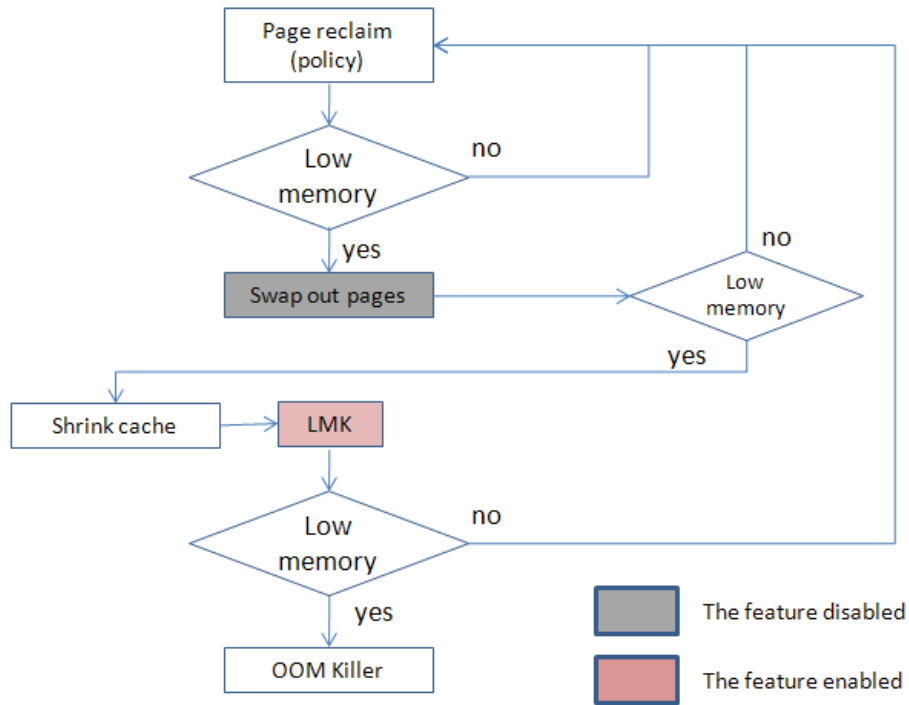 Page reclaim
(policy)
Low
memory
no
yes
Swap out pages
no
Low
memory
yes
Shrink cache
LMK
Low
memory
no
yes
OOM Killer
The feature disabled
The feature enabled